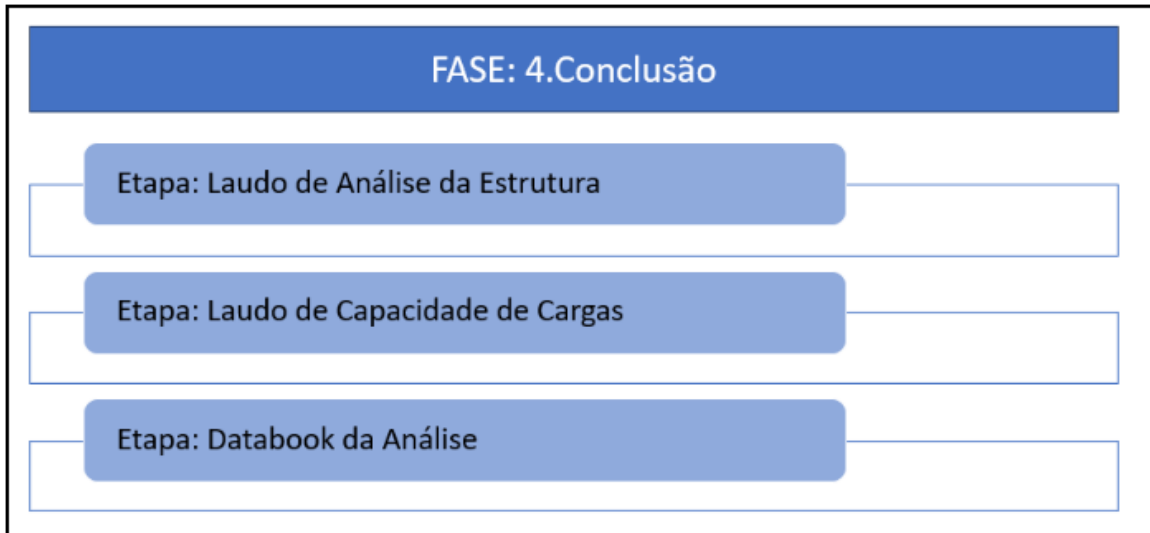 FASE: 4.Conclusão
Etapa: Laudo de Análise da Estrutura
Etapa: Laudo de Capacidade de Cargas
Etapa: Databook da Análise